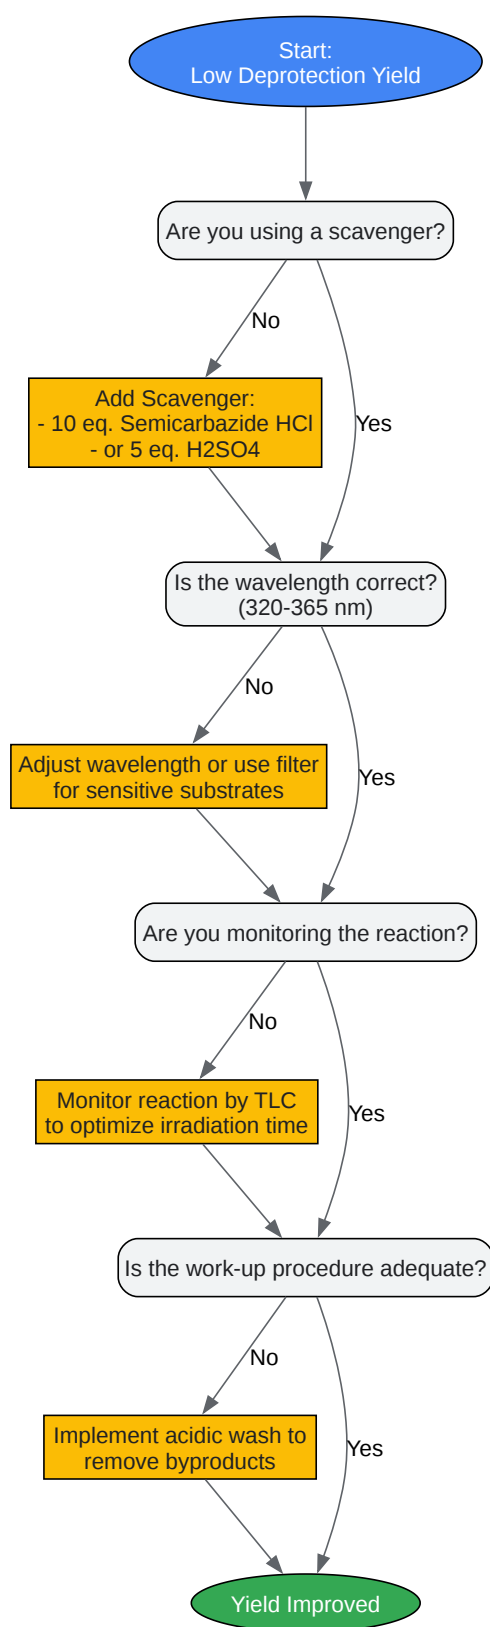 Start:
Low Deprotection Yield
Are you using a scavenger?
No
Add Scavenger:
- 10 eq. Semicarbazide HCl
- or 5 eq. H2SO4
Yes
Is the wavelength correct?
(320-365 nm)
No
Adjust wavelength or use filter
for sensitive substrates
Yes
Are you monitoring the reaction?
No
Monitor reaction by TLC
to optimize irradiation time
Yes
Is the work-up procedure adequate?
No
Implement acidic wash to
remove byproducts
Yes
Yield Improved